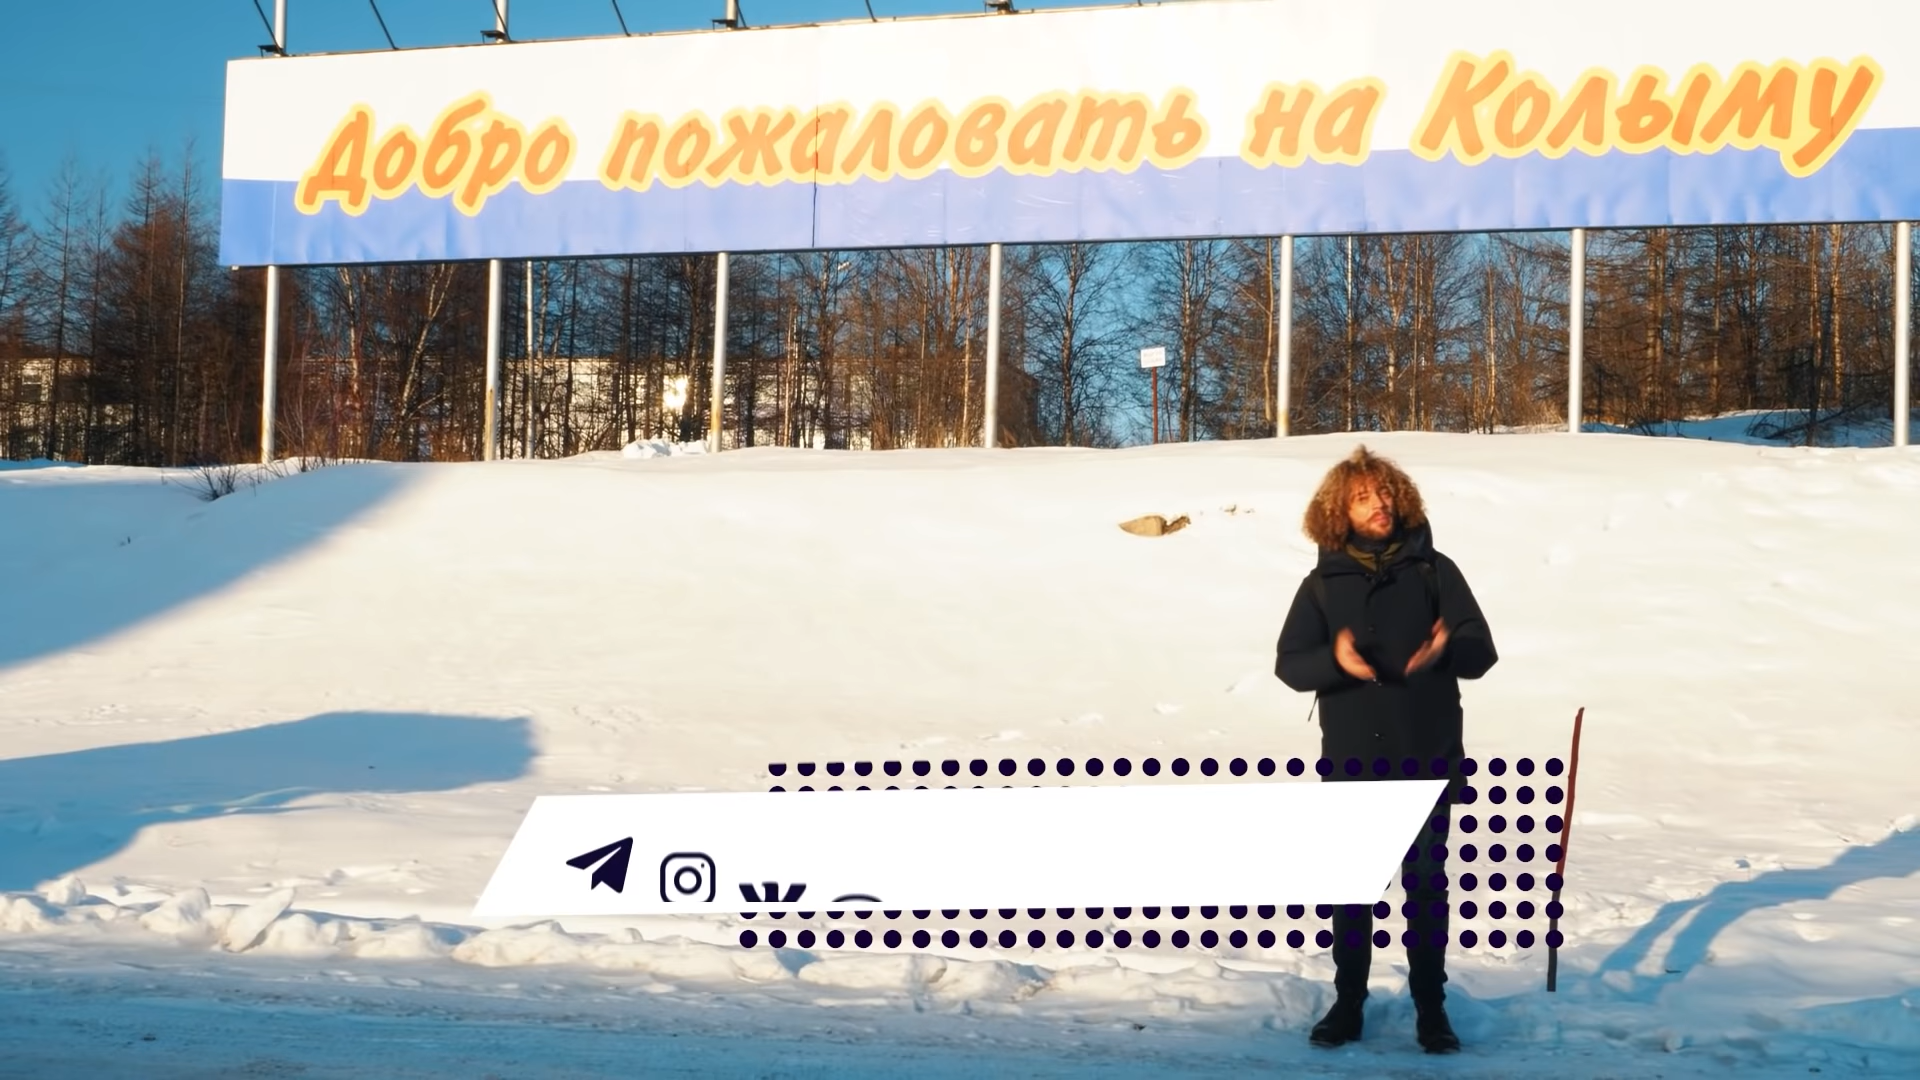 Добро пожаловать на Колыму